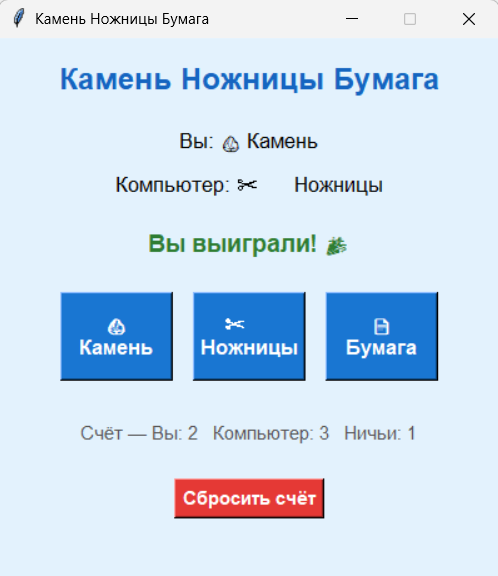 Камень Ножницы Бумага
Камень Ножницы Бумага
Вы: 🪨 Камень
Компьютер: ✂ Ножницы
Вы выиграли! 🎉
🪨 Камень
✂ Ножницы
📄 Бумага
Счёт — Вы: 2 Компьютер: 3 Ничьи: 1
Сбросить счёт